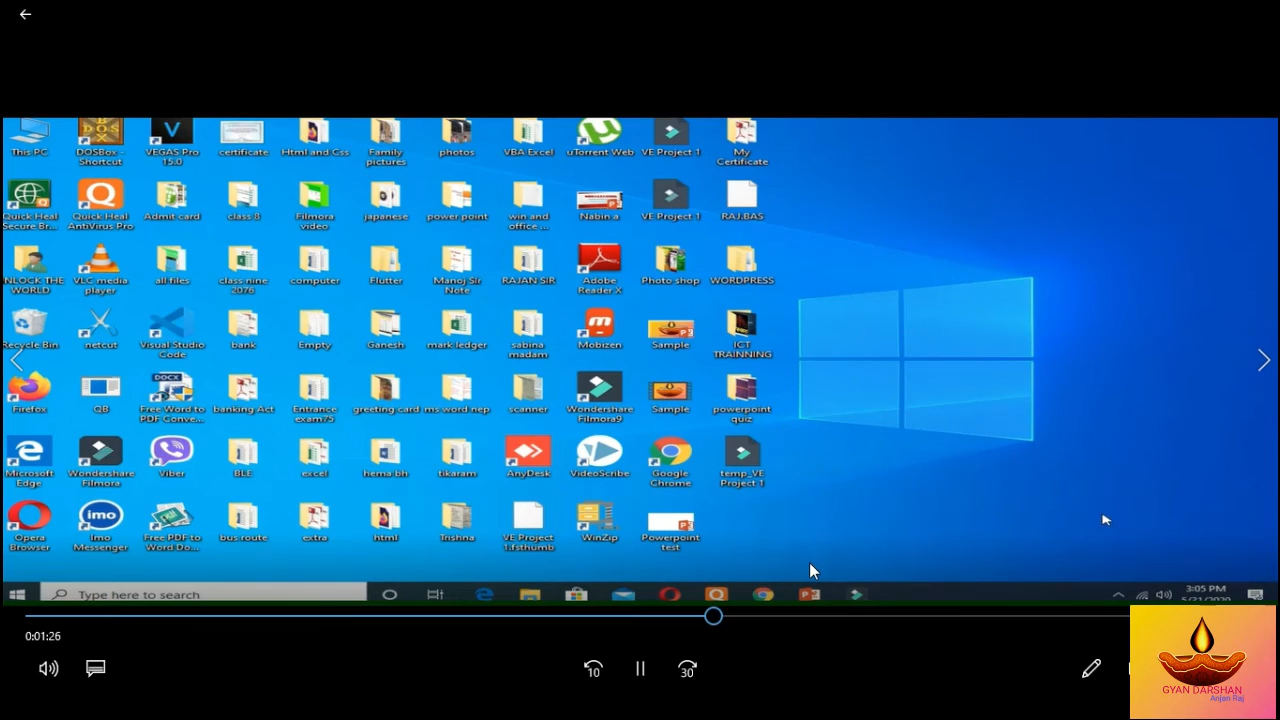 This PC
DOSBox -
Shortcut
VEGAS Pro
15.0
certificate
Html and Css
Family
pictures
photos
VBA Excel
uTorrent Web
VE Project 1
My
Certificate
Quick Heal
Secure Br...
Quick Heal
AntiVirus Pro
Admit card
class 8
Filmora
video
japanese
power point
win and
office ...
Nabin a
VE Project 1
RAJ.BAS
NLOCK THE
WORLD
VLC media
player
all files
class nine
2076
computer
Flutter
Manoj Sir
Note
RAJAN SIR
Adobe
Reader X
Photo shop
WORDPRESS
Recycle Bin
netcut
Visual Studio
Code
bank
Empty
Ganesh
mark ledger
sabina
madam
Mobizen
Sample
ICT
TRAINNING
Firefox
QB
DOCX
Free Word to
PDF Conve...
banking Act
Entrance
exam75
greeting card
ms word nep
scanner
Wondershare
Filmora9
Sample
powerpoint
quiz
Microsoft
Edge
Wondershare
Filmora
Viber
BLE
excel
hema bh
tikaram
AnyDesk
VideoScribe
Google
Chrome
temp_VE
Project 1
Opera
Browser
imo
Imo
Messenger
Free PDF to
Word Do...
bus route
extra
html
Trishna
VE Project
1.fsthumb
WinZip
Powerpoint
test
Type here to search
3:05 PM
5/21/2020
0:01:26
10
30
GYAN DARSHAN
Anjan Raj